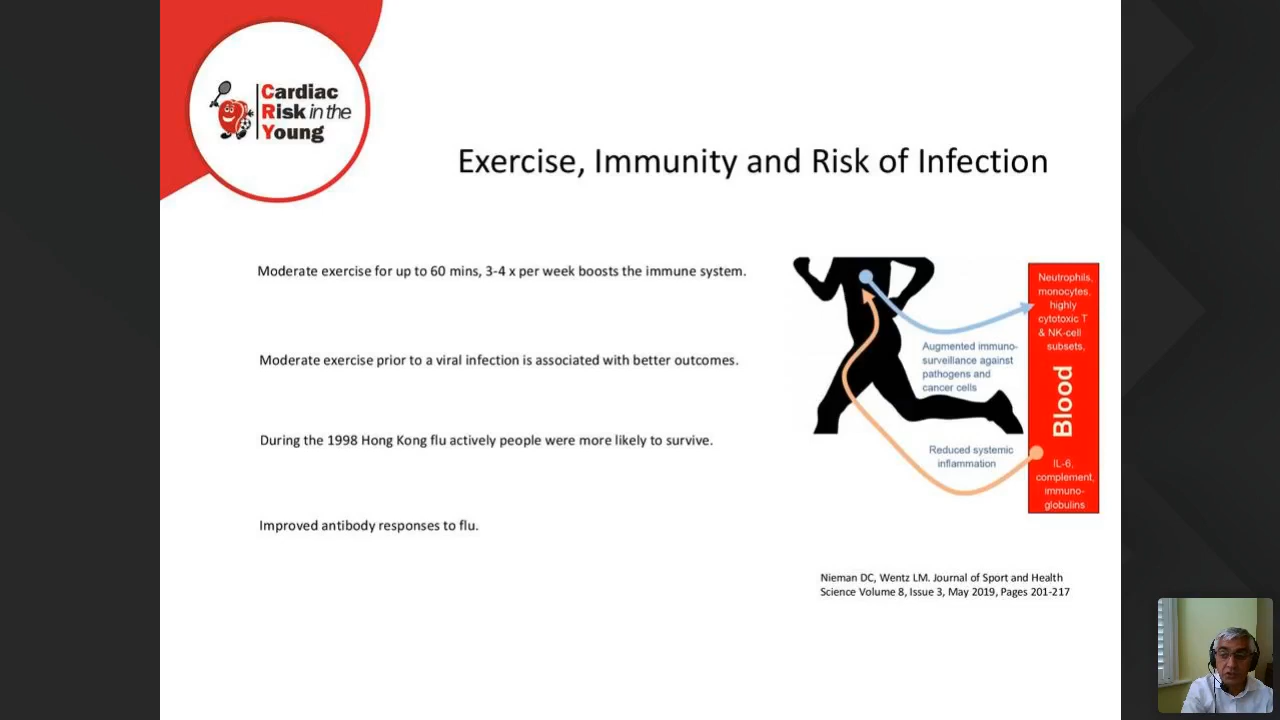 Cardiac
Risk in the
Young
Exercise, Immunity and Risk of Infection
Moderate exercise for up to 60 mins, 3-4 x per week boosts the immune system.
Moderate exercise prior to a viral infection is associated with better outcomes.
During the 1998 Hong Kong flu actively people were more likely to survive.
Improved antibody responses to flu.
Augmented immuno-
surveillance against
pathogens and
cancer cells
Reduced systemic
inflammation
Neutrophils,
monocytes,
highly
cytotoxic T
& NK-cell
subsets,
Blood
IL-6,
complement,
immuno-
globulins
Nieman DC, Wentz LM. Journal of Sport and Health
Science Volume 8, Issue 3, May 2019, Pages 201-217